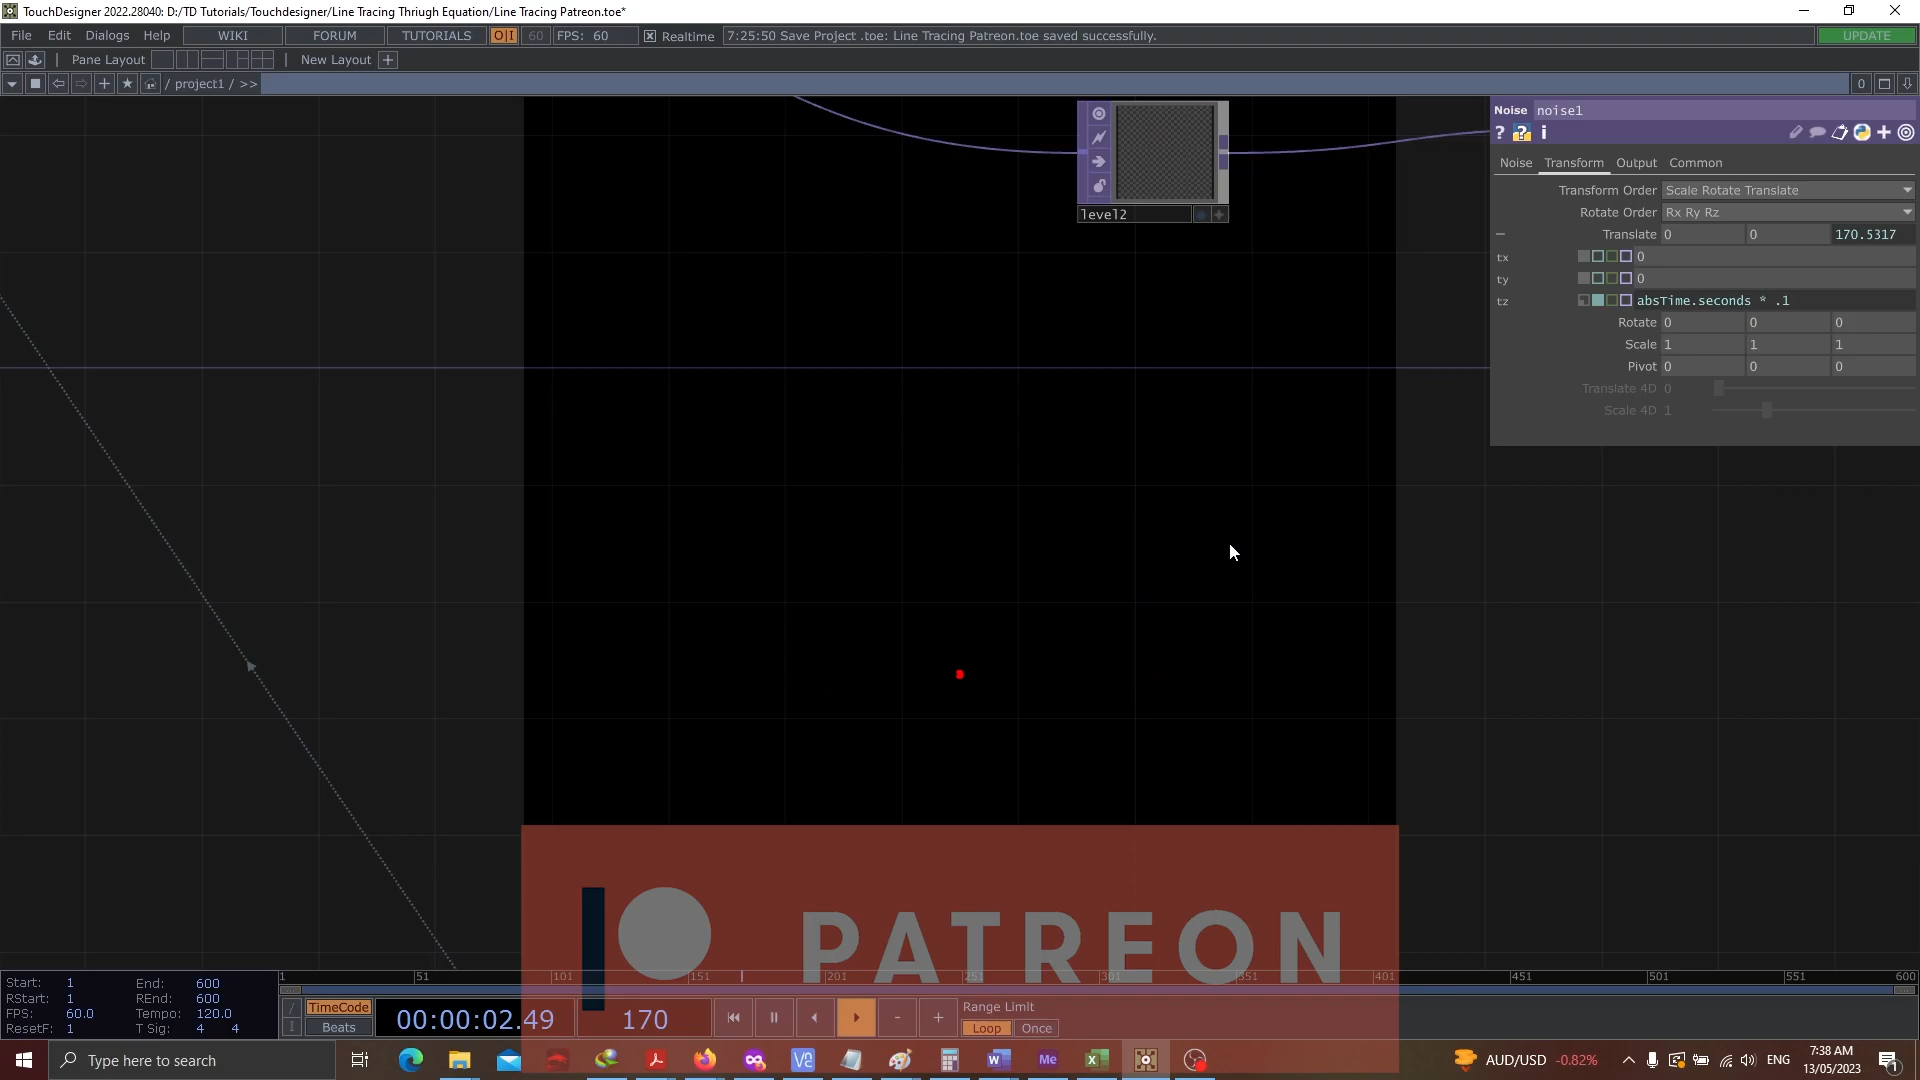 TouchDesigner 2022.28040: D:/TD Tutorials/Touchdesigner/Line Tracing Thriugh Equation/Line Tracing Patreon.toe*
File Edit Dialogs Help WIKI FORUM TUTORIALS O|I 60 FPS: 60 Realtime 7:25:50 Save Project .toe: Line Tracing Patreon.toe saved successfully. UPDATE
Pane Layout New Layout +
/ project1 / >> 0
Noise noise1
? ? i
Noise Transform Output Common
Transform Order Scale Rotate Translate
Rotate Order Rx Ry Rz
Translate 0 0 170.5317
tx 0
ty 0
tz absTime.seconds * .1
Rotate 0 0 0
Scale 1 1 1
Pivot 0 0 0
Translate 4D 0
Scale 4D 1
level2
PATREON
1 51 101 151 201 251 301 351 401 451 501 551 600
Start: 1 End: 600
RStart: 1 REnd: 600
FPS: 60.0 Tempo: 120.0
ResetF: 1 T Sig: 4 4
TimeCode
Beats
00:00:02.49 170
Range Limit
Loop Once
Type here to search
AUD/USD -0.82%
ENG
7:38 AM
13/05/2023
1